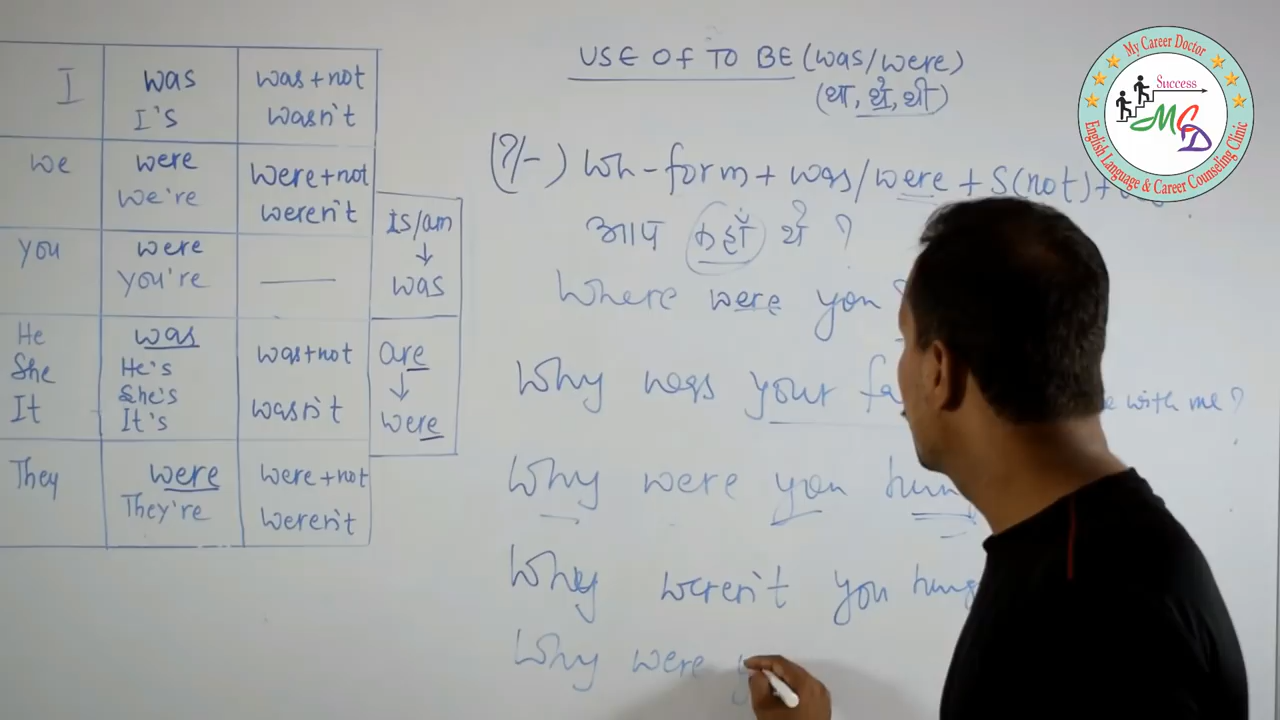 USE OF TO BE (was/were)
(था, थे, थी)
I was was+not
I's wasn't
we were were+not
we're weren't
you were
you're
He was was+not
She He's
She's
It It's wasn't
They were were+not
They're weren't
is/am
↓
was
are
↓
were
(?/-) Wh-form + was/were + S(not) +
आप कहाँ थे ?
Where were you
Why was your with me?
Why were you
Why weren't you
Why were
My Career Doctor
Success
MCD
English Language & Career Counseling Clinic